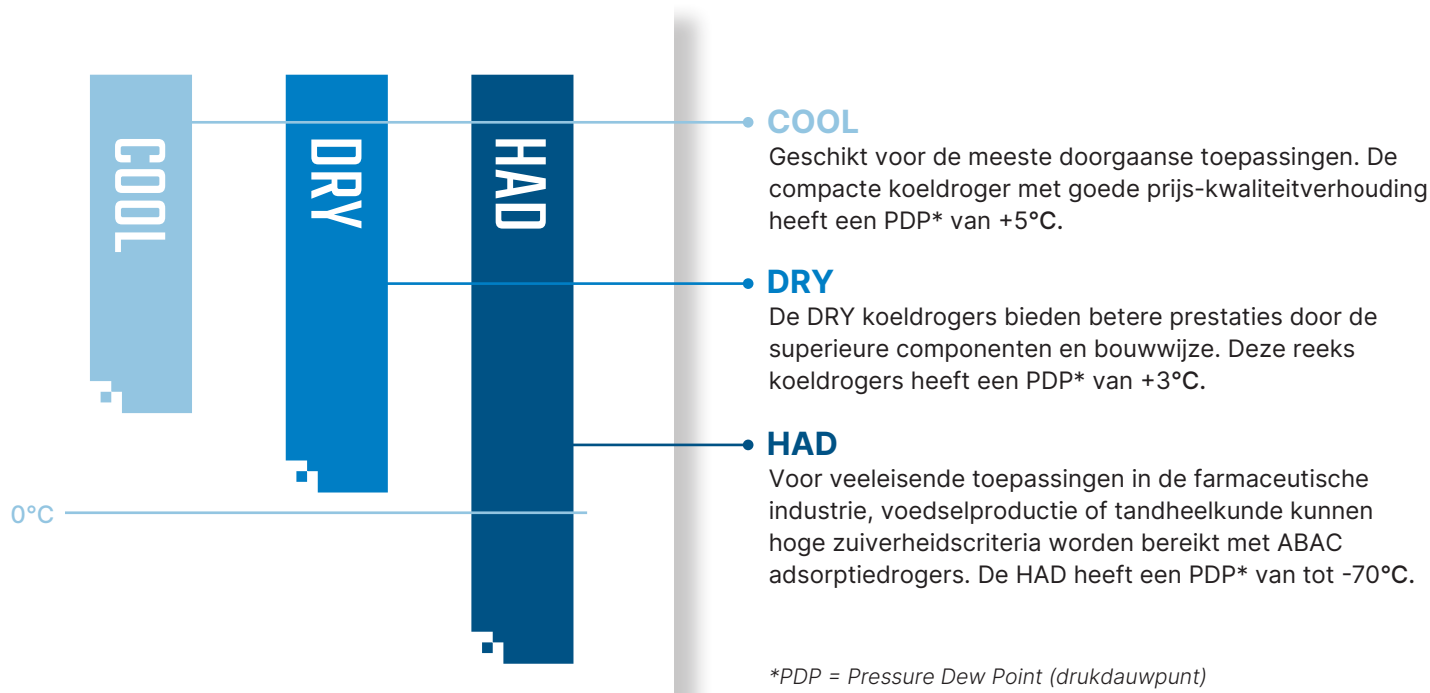 COOL
DRY
HAD
0°C
COOL
Geschikt voor de meeste doorgaanse toepassingen. De
compacte koeldroger met goede prijs-kwaliteitverhouding
heeft een PDP* van +5°C.
DRY
De DRY koeldrogers bieden betere prestaties door de
superieure componenten en bouwwijze. Deze reeks
koeldrogers heeft een PDP* van +3°C.
HAD
Voor veeleisende toepassingen in de farmaceutische
industrie, voedselproductie of tandheelkunde kunnen
hoge zuiverheidscriteria worden bereikt met ABAC
adsorptiedrogers. De HAD heeft een PDP* van tot -70°C.
*PDP = Pressure Dew Point (drukdauwpunt)